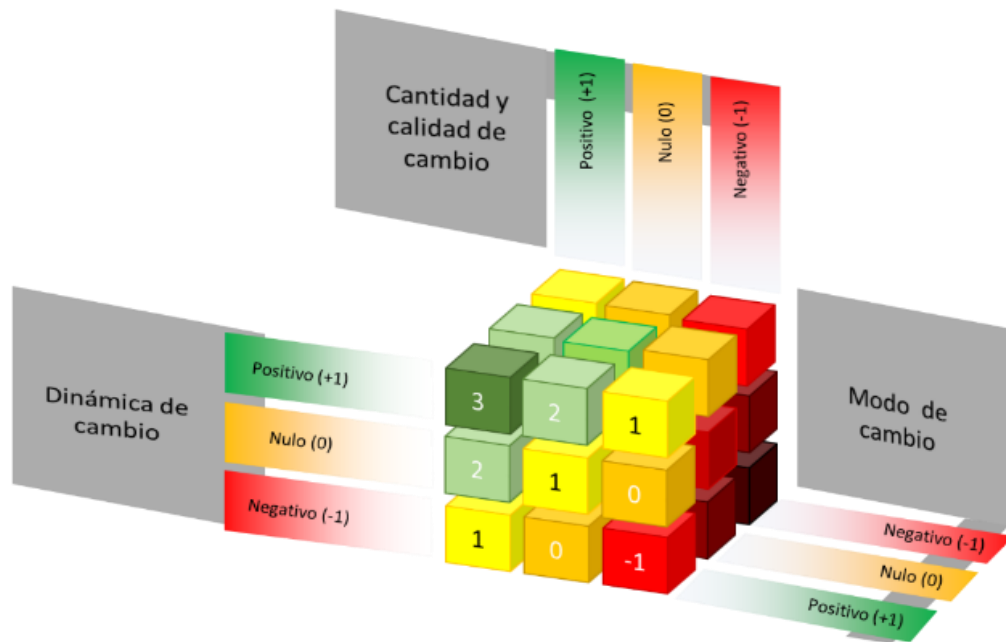 Cantidad y
calidad de
cambio
Positivo (+1)
Nulo (0)
Negativo (-1)
Dinámica de
cambio
Positivo (+1)
Nulo (0)
Negativo (-1)
3
2
1
2
1
0
1
0
-1
Modo de
cambio
Negativo (-1)
Nulo (0)
Positivo (+1)